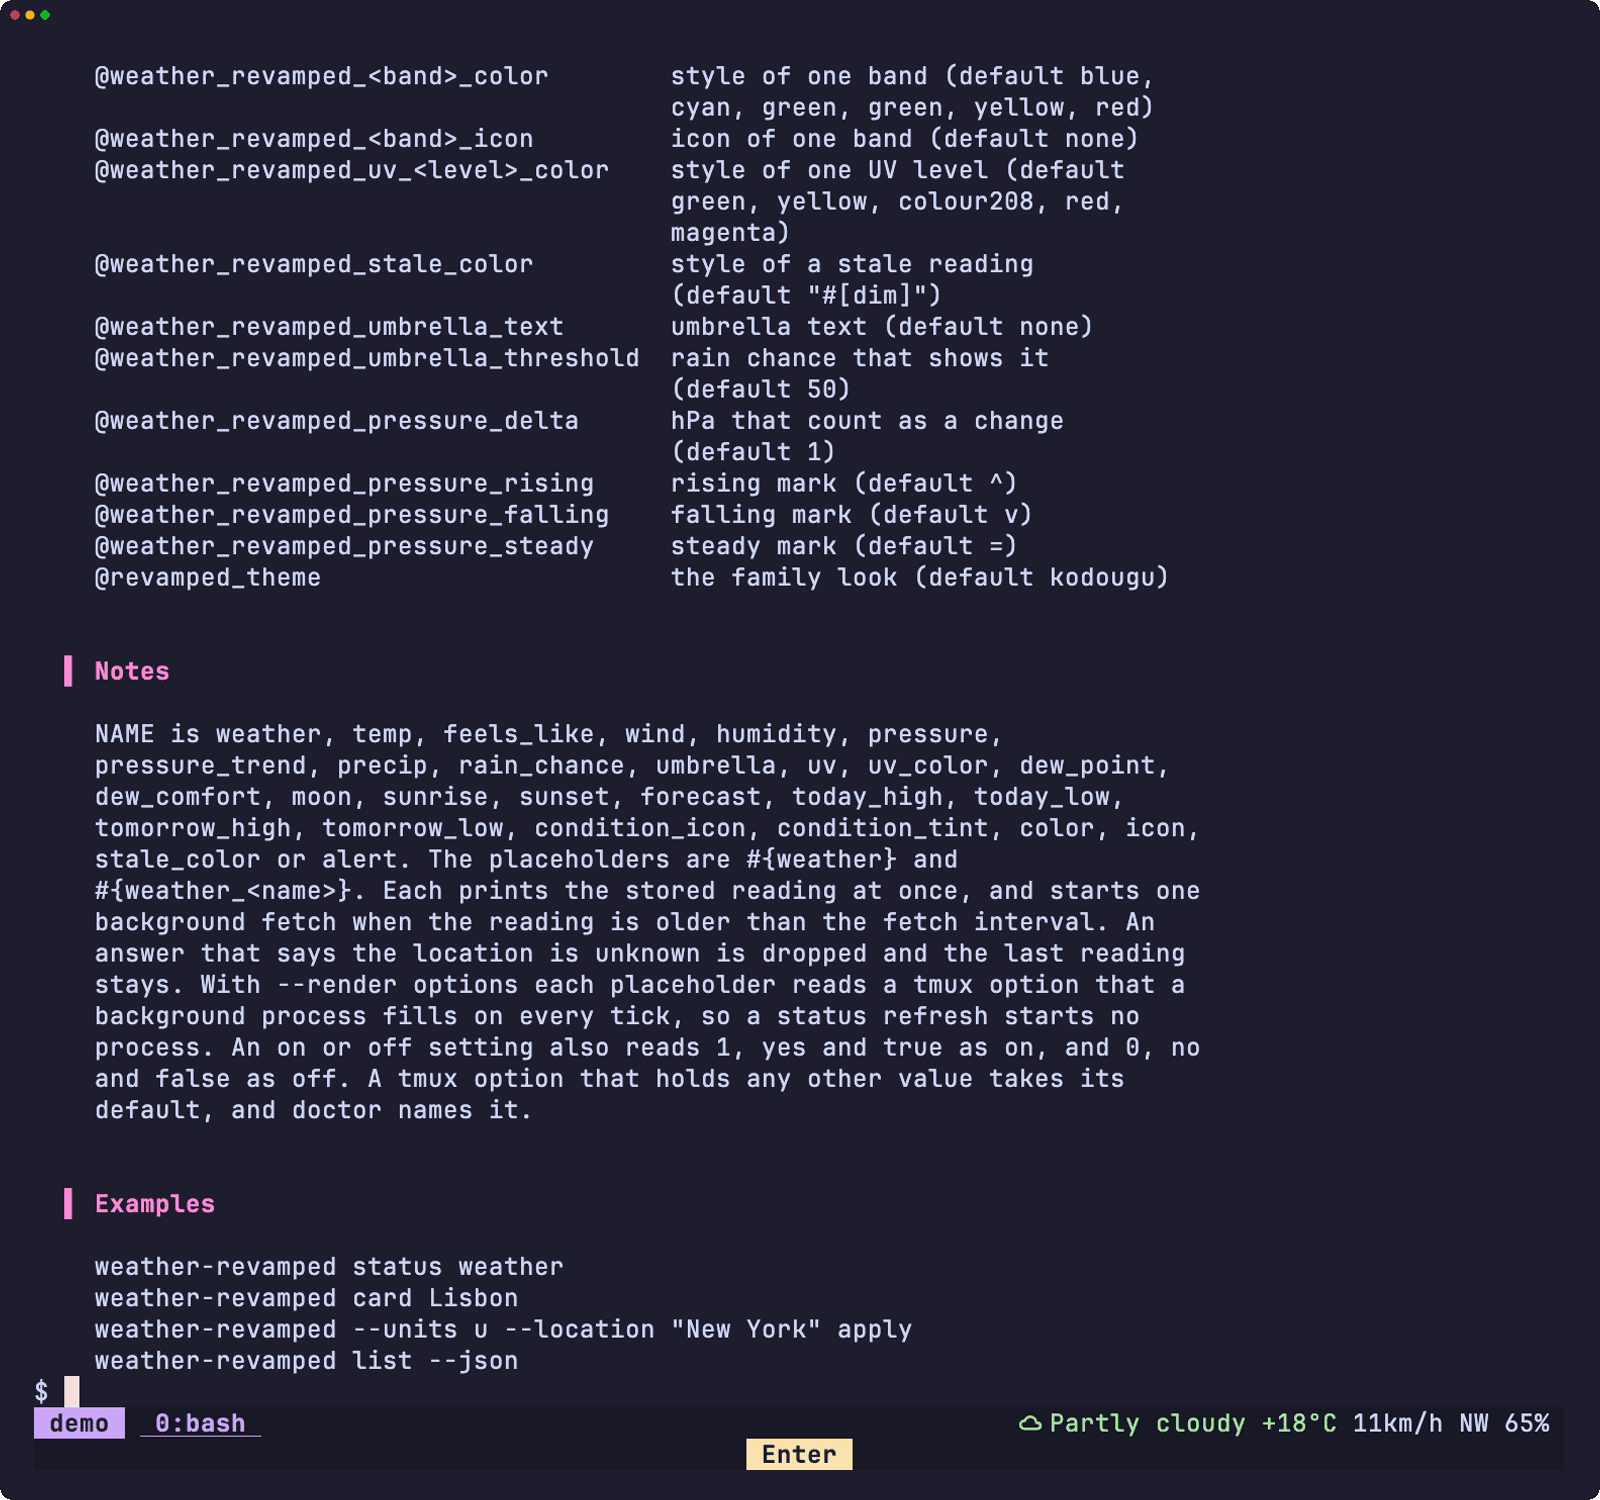 @weather_revamped_<band>_color        style of one band (default blue,
                                      cyan, green, green, yellow, red)
@weather_revamped_<band>_icon         icon of one band (default none)
@weather_revamped_uv_<level>_color    style of one UV level (default
                                      green, yellow, colour208, red,
                                      magenta)
@weather_revamped_stale_color         style of a stale reading
                                      (default "#[dim]")
@weather_revamped_umbrella_text       umbrella text (default none)
@weather_revamped_umbrella_threshold  rain chance that shows it
                                      (default 50)
@weather_revamped_pressure_delta      hPa that count as a change
                                      (default 1)
@weather_revamped_pressure_rising     rising mark (default ^)
@weather_revamped_pressure_falling    falling mark (default v)
@weather_revamped_pressure_steady     steady mark (default =)
@revamped_theme                       the family look (default kodougu)
Notes
NAME is weather, temp, feels_like, wind, humidity, pressure,
pressure_trend, precip, rain_chance, umbrella, uv, uv_color, dew_point,
dew_comfort, moon, sunrise, sunset, forecast, today_high, today_low,
tomorrow_high, tomorrow_low, condition_icon, condition_tint, color, icon,
stale_color or alert. The placeholders are #{weather} and
#{weather_<name>}. Each prints the stored reading at once, and starts one
background fetch when the reading is older than the fetch interval. An
answer that says the location is unknown is dropped and the last reading
stays. With --render options each placeholder reads a tmux option that a
background process fills on every tick, so a status refresh starts no
process. An on or off setting also reads 1, yes and true as on, and 0, no
and false as off. A tmux option that holds any other value takes its
default, and doctor names it.
Examples
weather-revamped status weather
weather-revamped card Lisbon
weather-revamped --units u --location "New York" apply
weather-revamped list --json
$
demo  0:bash  Partly cloudy +18°C 11km/h NW 65%
Enter